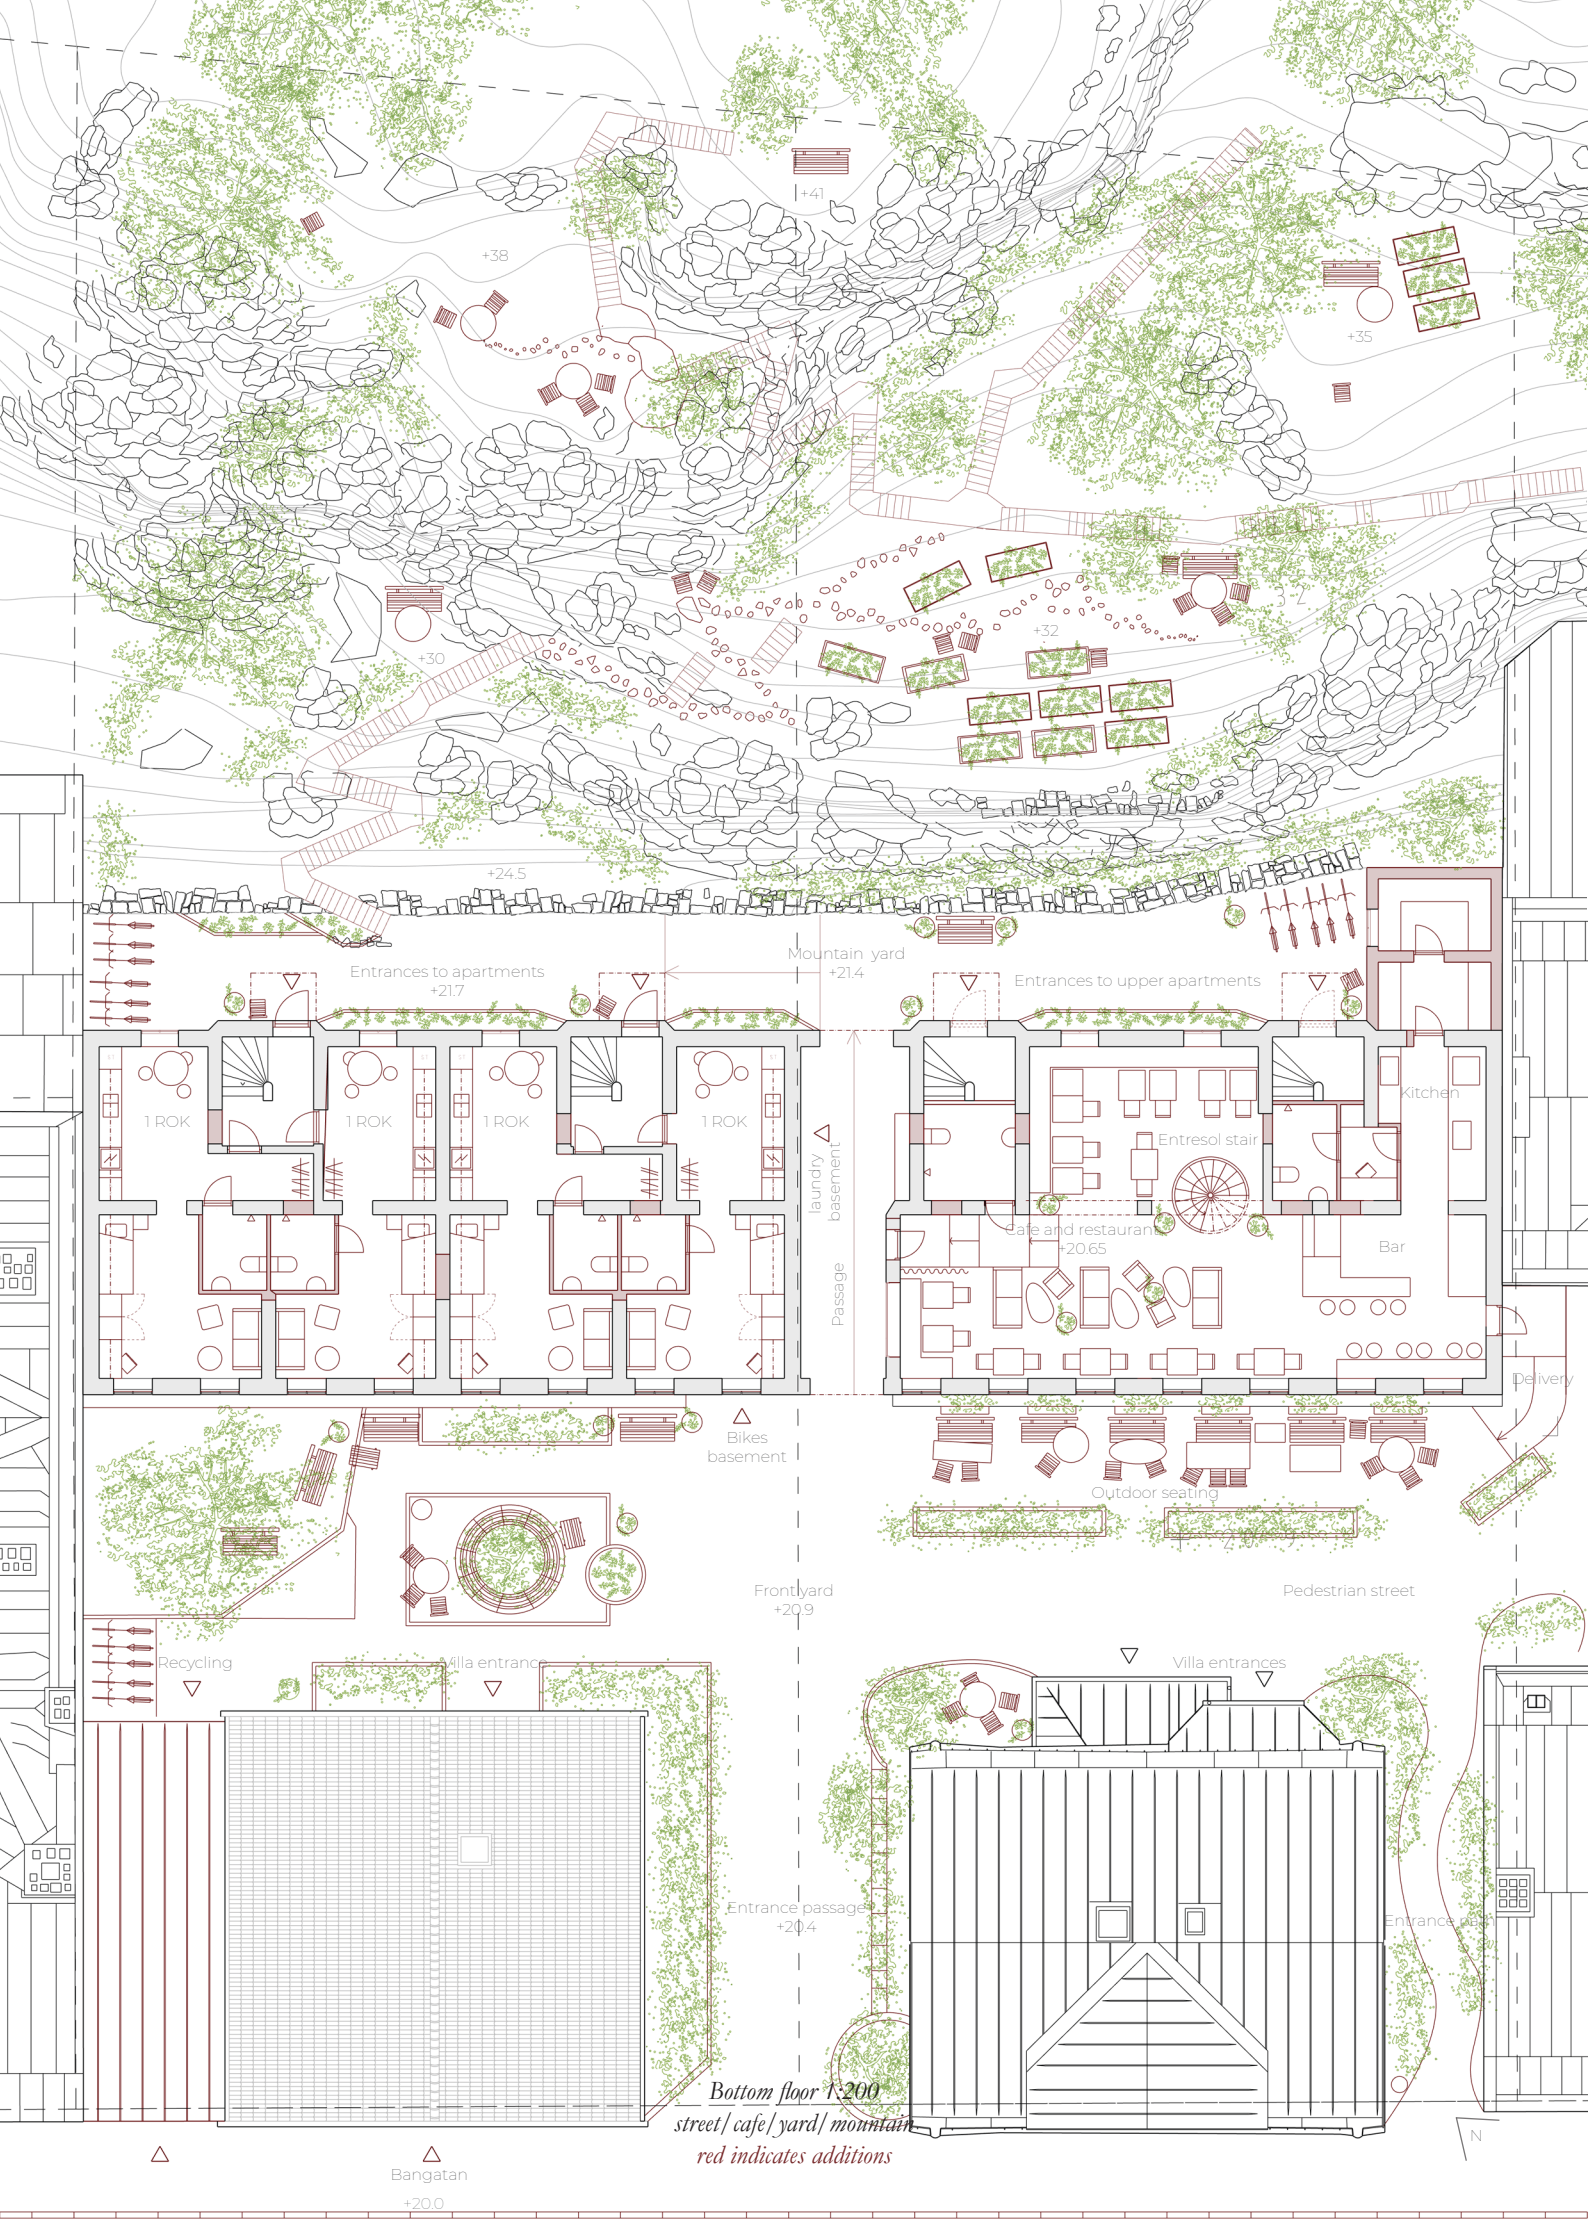 +41
+38
+35
+32
+30
+24.5
Mountain yard
+21.4
Entrances to apartments
+21.7
Entrances to upper apartments
1 ROK
1 ROK
1 ROK
1 ROK
laundry
basement
Passage
Kitchen
Entresol stair
Cafe and restaurant
+20.65
Bar
Delivery
Bikes
basement
Outdoor seating
Frontyard
+20.9
Pedestrian street
Recycling
Villa entrance
Villa entrances
Entrance passage
+20.4
Entrance path
Bottom floor 1:200
street/cafe/yard/mountain
red indicates additions
N
Bangatan
+20.0